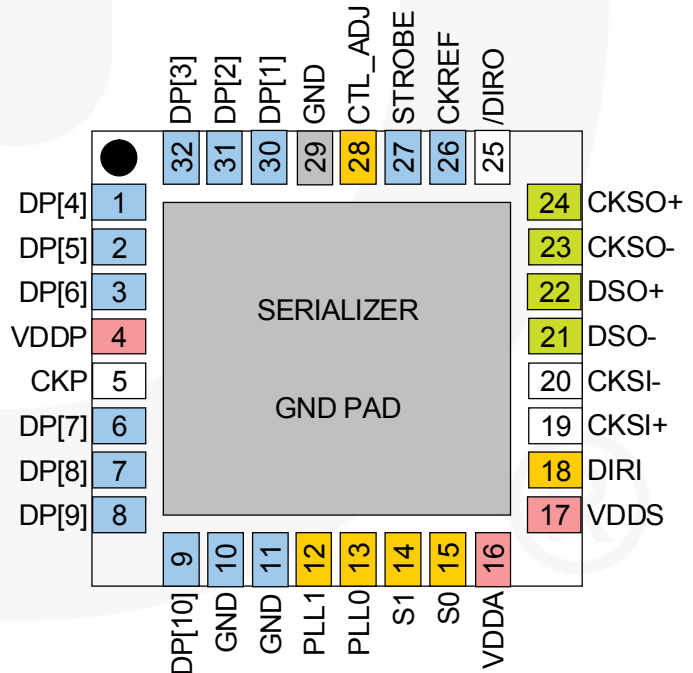 DP[3]
DP[2]
DP[1]
GND
CTL_ADJ
STROBE
CKREF
/DIRO
32
31
30
29
28
27
26
25
DP[4] 1
DP[5] 2
DP[6] 3
VDDP 4
CKP 5
DP[7] 6
DP[8] 7
DP[9] 8
SERIALIZER
GND PAD
24 CKSO+
23 CKSO-
22 DSO+
21 DSO-
20 CKSI-
19 CKSI+
18 DIRI
17 VDDS
®
9
10
11
12
13
14
15
16
DP[10]
GND
GND
PLL1
PLL0
S1
S0
VDDA